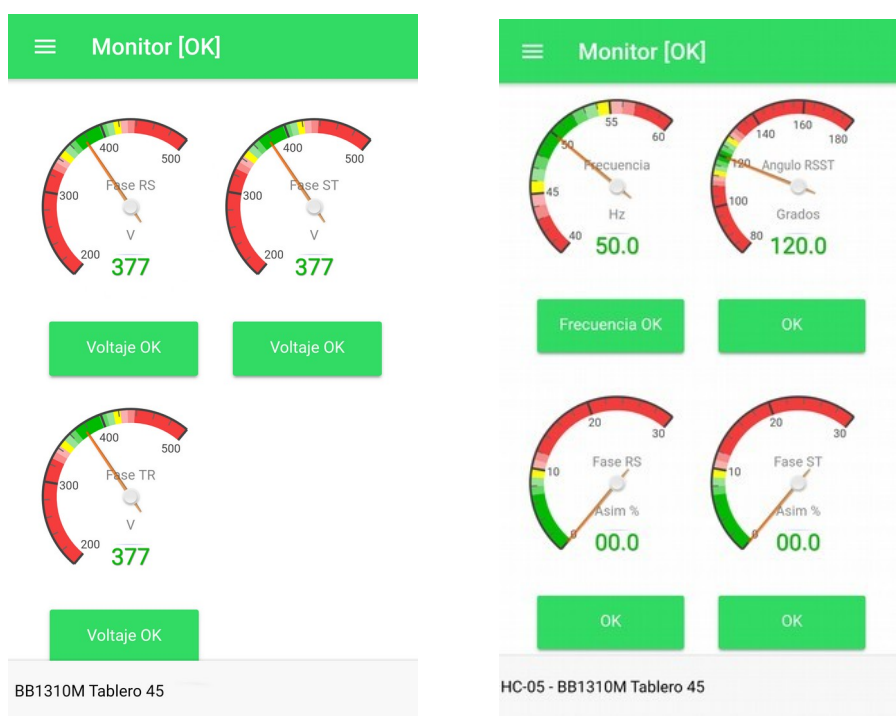 Monitor [OK]
400 400
500 500
Fase RS Fase ST
300 300
V V
200 200
377 377
Voltaje OK Voltaje OK
400
500
Fase TR
300
V
200
377
Voltaje OK
BB1310M Tablero 45
Monitor [OK]
55 160
50 60 140 180
Frecuencia 120 Angulo RSST
45 100
Hz Grados
40 80
50.0 120.0
Frecuencia OK OK
20 20
30 30
Fase RS Fase ST
10 10
Asim % Asim %
0 0
00.0 00.0
OK OK
HC-05 - BB1310M Tablero 45